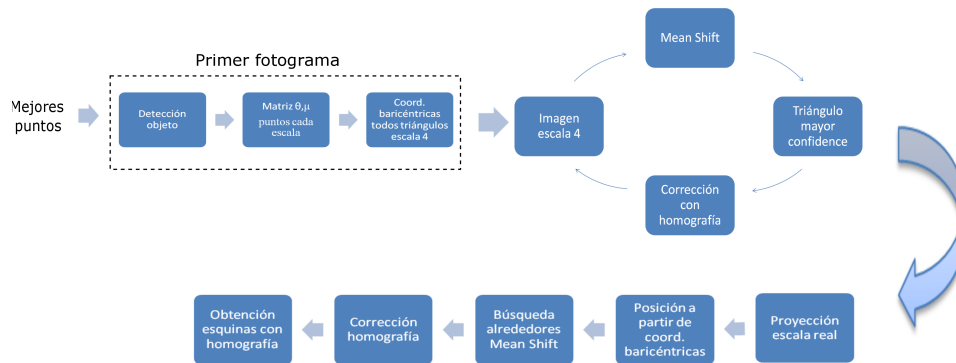 Primer fotograma
Mejores
puntos
Detección
objeto
Matriz θ,μ
puntos cada
escala
Coord.
baricéntricas
todos triángulos
escala 4
Imagen
escala 4
Mean Shift
Triángulo
mayor
confidence
Corrección
con
homografía
Proyección
escala real
Posición a
partir de
coord.
baricéntricas
Búsqueda
alrededores
Mean Shift
Corrección
homografía
Obtención
esquinas con
homografía